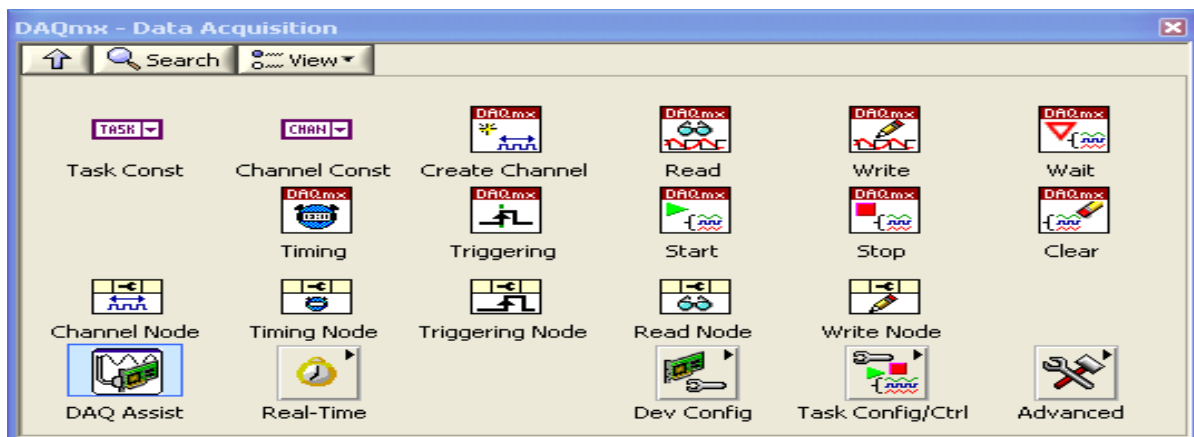 DAQmx - Data Acquisition
Search View
TASK CHAN DAQmx DAQmx DAQmx DAQmx
Task Const Channel Const Create Channel Read Write Wait
DAQmx DAQmx DAQmx DAQmx DAQmx
Timing Triggering Start Stop Clear
Channel Node Timing Node Triggering Node Read Node Write Node
DAQ Assist Real-Time Dev Config Task Config/Ctrl Advanced